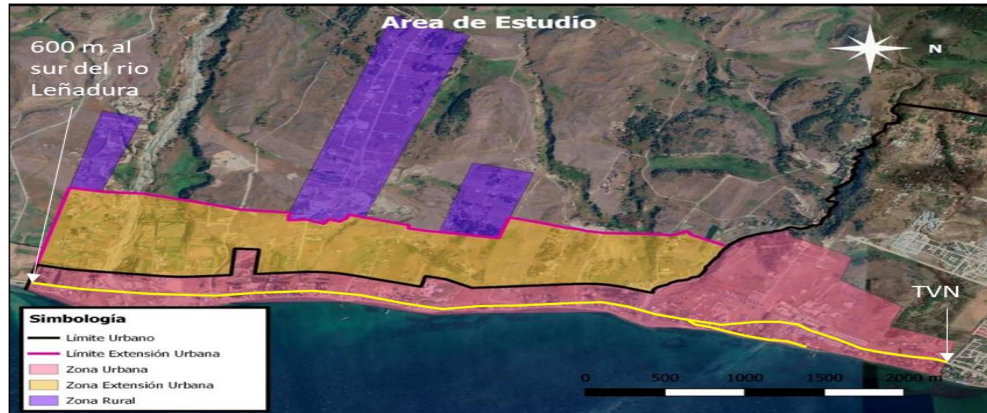 Area de Estudio
600 m al
sur del rio
Leñadura
N
TVN
Simbología
Límite Urbano
Límite Extensión Urbana
Zona Urbana
Zona Extensión Urbana
Zona Rural
0 500 1000 1500 2000 m